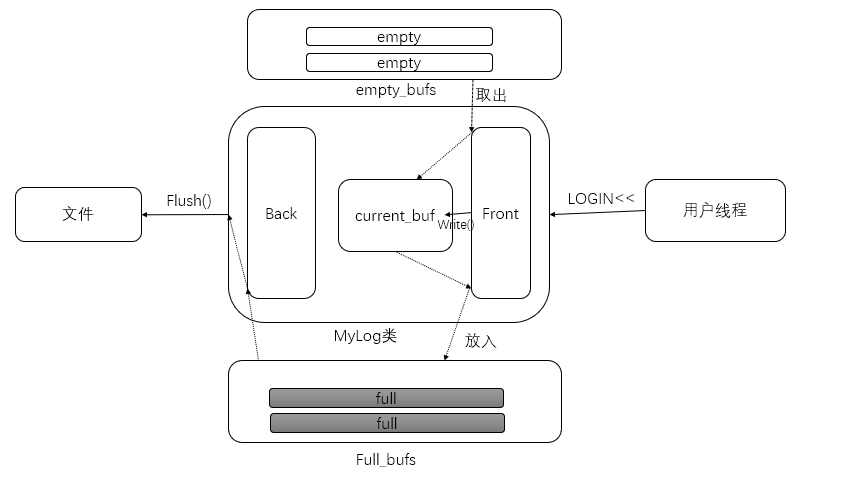 empty
empty
empty_bufs
取出
文件
Flush()
Back
current_buf
Write()
Front
LOGIN<<
用户线程
MyLog类
放入
full
full
Full_bufs